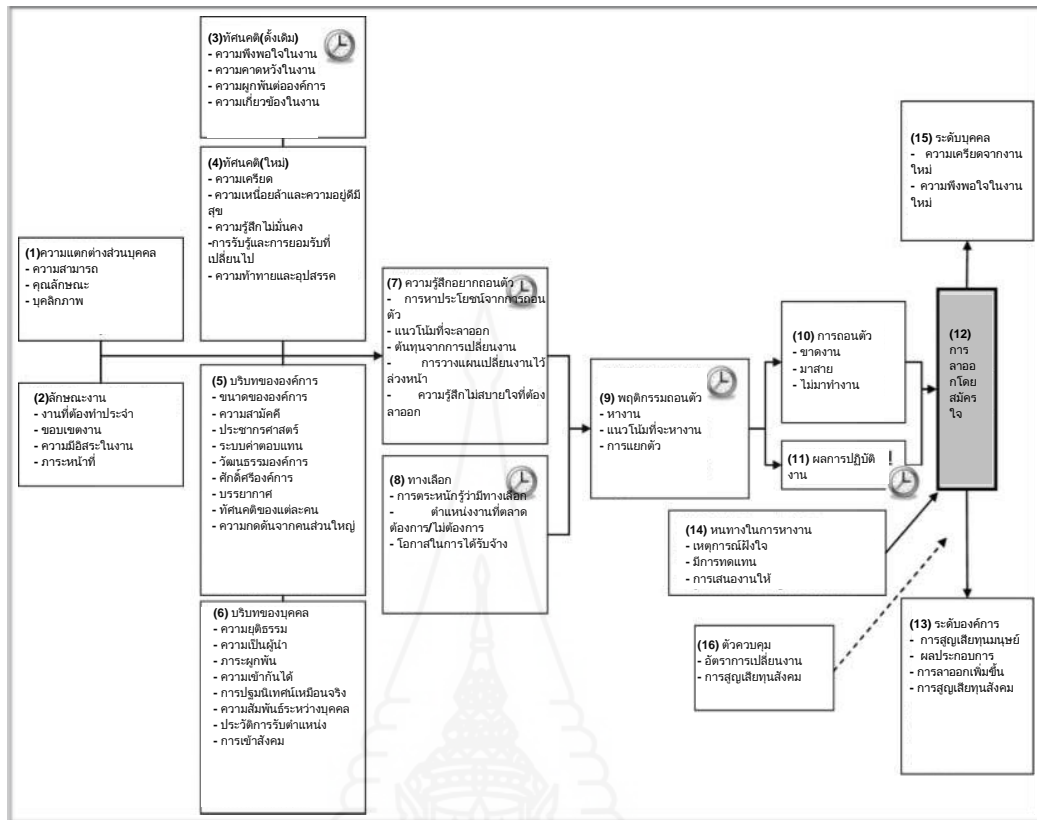 (3)ทัศนคติ(ดั้งเดิม)
- ความพึงพอใจในงาน
- ความคาดหวังในงาน
- ความผูกพันต่อองค์การ
- ความเกี่ยวข้องในงาน
(4)ทัศนคติ(ใหม่)
- ความเครียด
- ความเหนื่อยล้าและความอยู่ดีมี
สุข
- ความรู้สึกไม่มั่นคง
-การรับรู้และการยอมรับที่
เปลี่ยนไป
- ความท้าทายและอุปสรรค
(1)ความแตกต่างส่วนบุคคล
- ความสามารถ
- คุณลักษณะ
- บุคลิกภาพ
(2)ลักษณะงาน
- งานที่ต้องทำประจำ
- ขอบเขตงาน
- ความมีอิสระในงาน
- ภาระหน้าที่
(5) บริบทขององค์การ
- ขนาดขององค์การ
- ความสามัคคี
- ประชากรศาสตร์
- ระบบค่าตอบแทน
- วัฒนธรรมองค์การ
- ศักดิ์ศรีองค์การ
- บรรยากาศ
- ทัศนคติของแต่ละคน
- ความกดดันจากคนส่วนใหญ่
(6) บริบทของบุคคล
- ความยุติธรรม
- ความเป็นผู้นำ
- ภาระผูกพัน
- ความเข้ากันได้
- การปฐมนิเทศน์เหมือนจริง
- ความสัมพันธ์ระหว่างบุคคล
- ประวัติการรับตำแหน่ง
- การเข้าสังคม
(7) ความรู้สึกอยากถอนตัว
- การหาประโยชน์จากการถอน
ตัว
- แนวโน้มที่จะลาออก
- ต้นทุนจากการเปลี่ยนงาน
- การวางแผนเปลี่ยนงานไว้
ล่วงหน้า
- ความรู้สึกไม่สบายใจที่ต้อง
ลาออก
(8) ทางเลือก
- การตระหนักรู้ว่ามีทางเลือก
- ตำแหน่งงานที่ตลาด
ต้องการ/ไม่ต้องการ
- โอกาสในการได้รับจ้าง
(9) พฤติกรรมถอนตัว
- หางาน
- แนวโน้มที่จะหางาน
- การแยกตัว
(10) การถอนตัว
- ขาดงาน
- มาสาย
- ไม่มาทำงาน
(11) ผลการปฏิบัติ
งาน
(14) หนทางในการหางาน
- เหตุการณ์ฝังใจ
- มีการทดแทน
- การเสนองานให้
(16) ตัวควบคุม
- อัตราการเปลี่ยนงาน
- การสูญเสียทุนสังคม
(15) ระดับบุคคล
- ความเครียดจากงาน
ใหม่
- ความพึงพอใจในงาน
ใหม่
(12)
การ
ลาออ
กโดย
สมัคร
ใจ
(13) ระดับองค์การ
- การสูญเสียทุนมนุษย์
- ผลประกอบการ
- การลาออกเพิ่มขึ้น
- การสูญเสียทุนสังคม